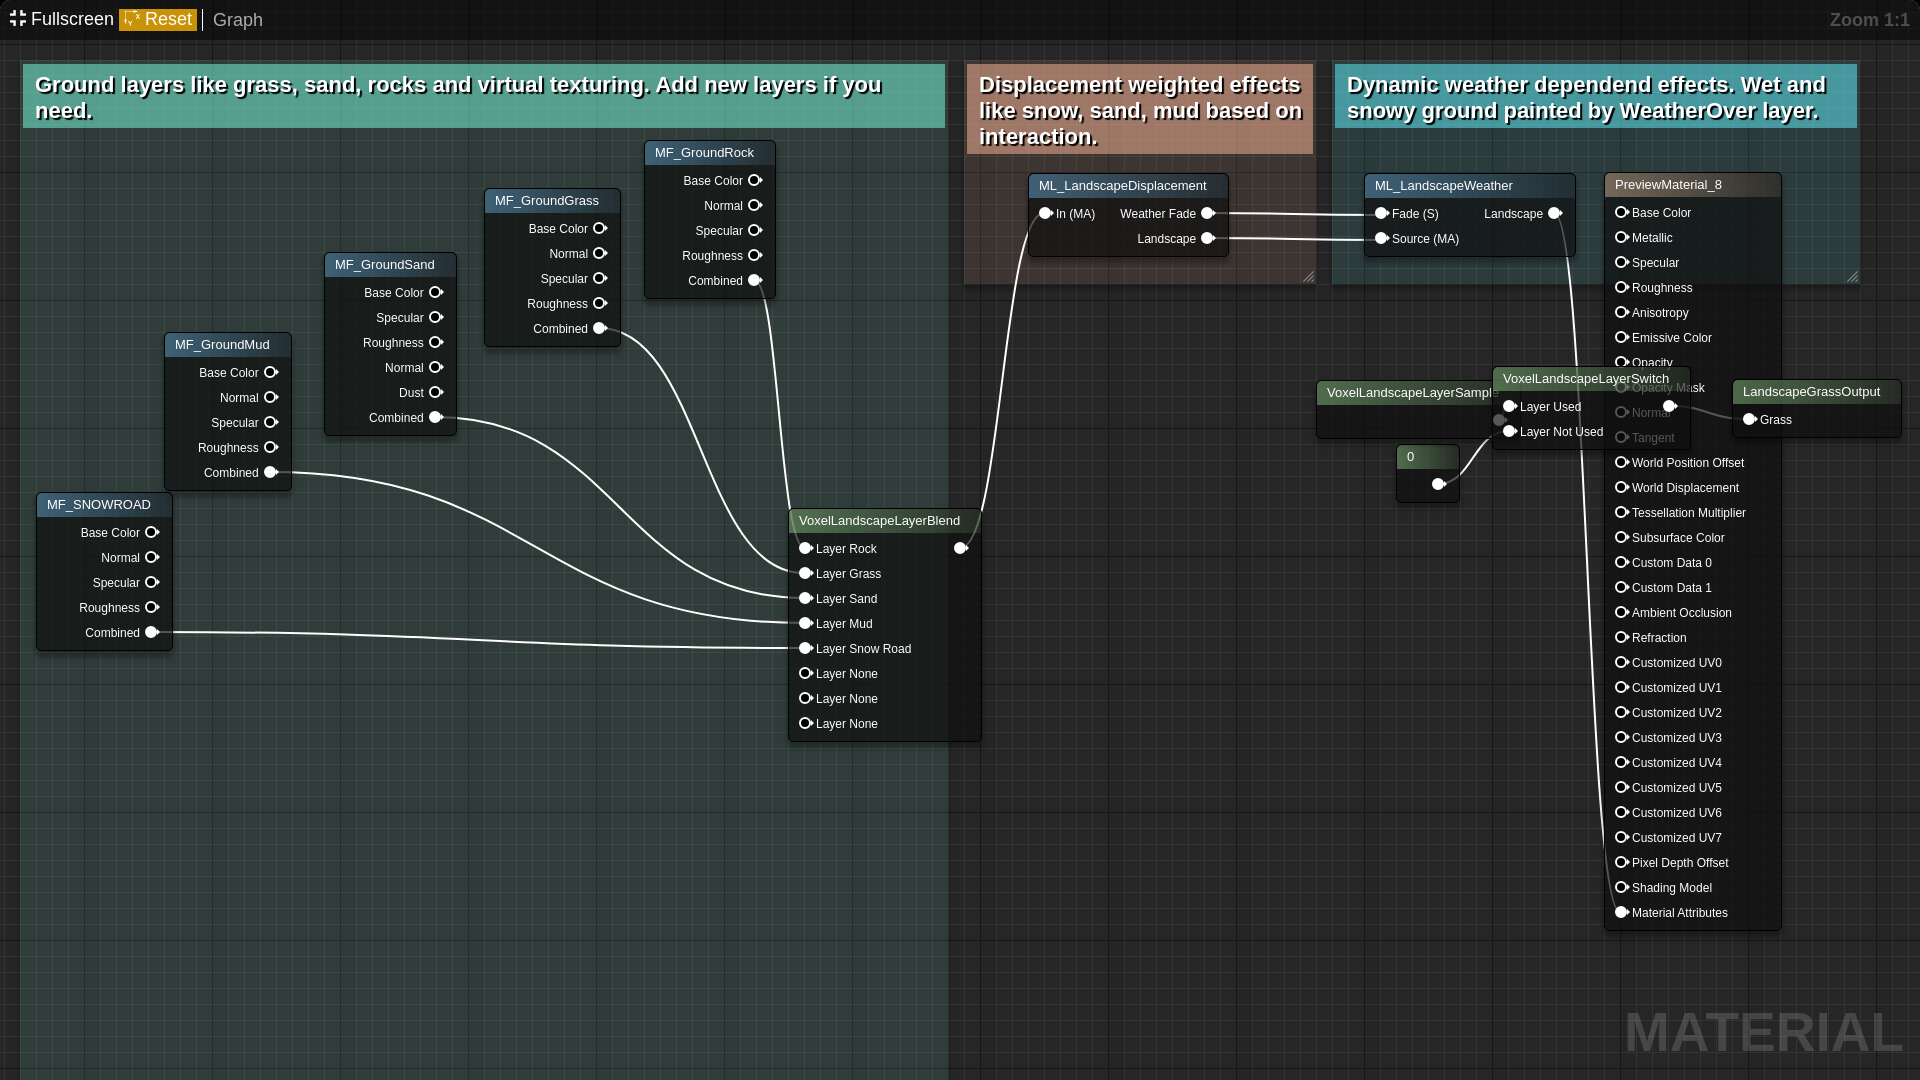 Fullscreen Reset Graph
Zoom 1:1
Ground layers like grass, sand, rocks and virtual texturing. Add new layers if you
need.
Displacement weighted effects
like snow, sand, mud based on
interaction.
Dynamic weather dependend effects. Wet and
snowy ground painted by WeatherOver layer.
MF_GroundRock
Base Color
Normal
Specular
Roughness
Combined
MF_GroundGrass
Base Color
Normal
Specular
Roughness
Combined
MF_GroundSand
Base Color
Specular
Roughness
Normal
Dust
Combined
MF_GroundMud
Base Color
Normal
Specular
Roughness
Combined
MF_SNOWROAD
Base Color
Normal
Specular
Roughness
Combined
VoxelLandscapeLayerBlend
Layer Rock
Layer Grass
Layer Sand
Layer Mud
Layer Snow Road
Layer None
Layer None
Layer None
ML_LandscapeDisplacement
In (MA) Weather Fade
Landscape
ML_LandscapeWeather
Fade (S) Landscape
Source (MA)
VoxelLandscapeLayerSample
0
VoxelLandscapeLayerSwitch
Layer Used
Layer Not Used
LandscapeGrassOutput
Grass
PreviewMaterial_8
Base Color
Metallic
Specular
Roughness
Anisotropy
Emissive Color
Opacity
Opacity Mask
Normal
Tangent
World Position Offset
World Displacement
Tessellation Multiplier
Subsurface Color
Custom Data 0
Custom Data 1
Ambient Occlusion
Refraction
Customized UV0
Customized UV1
Customized UV2
Customized UV3
Customized UV4
Customized UV5
Customized UV6
Customized UV7
Pixel Depth Offset
Shading Model
Material Attributes
MATERIAL